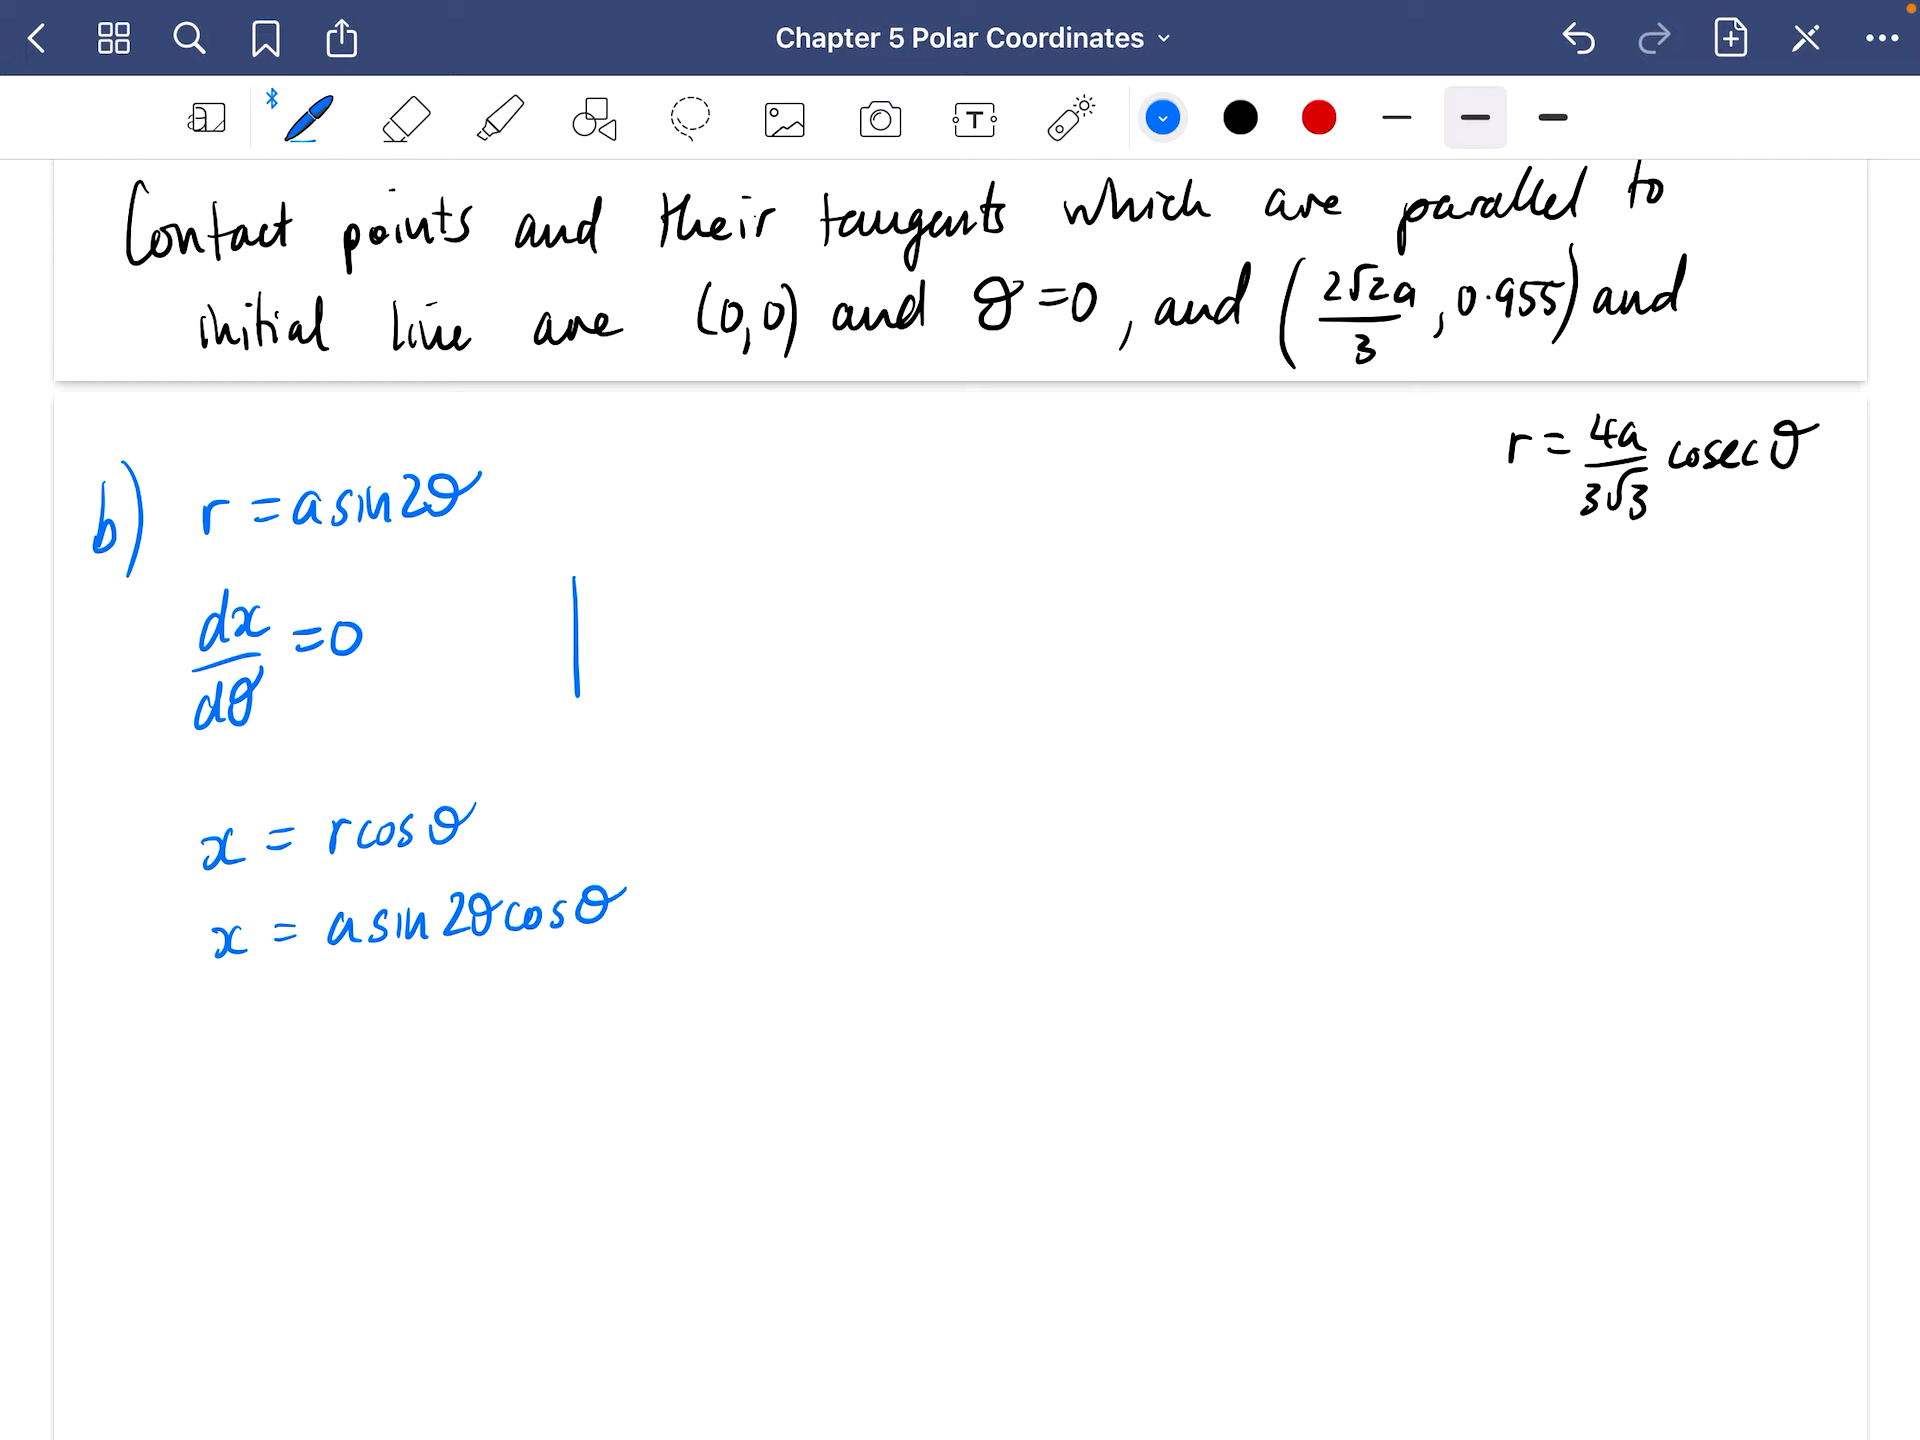 Chapter 5 Polar Coordinates
Contact points and their tangents which are parallel to
initial line are (0,0) and θ=0, and (2√2a/3, 0.955) and
r = 4a/3√3 cosec θ
b) r = a sin 2θ
dx/dθ = 0
x = r cos θ
x = a sin 2θ cos θ